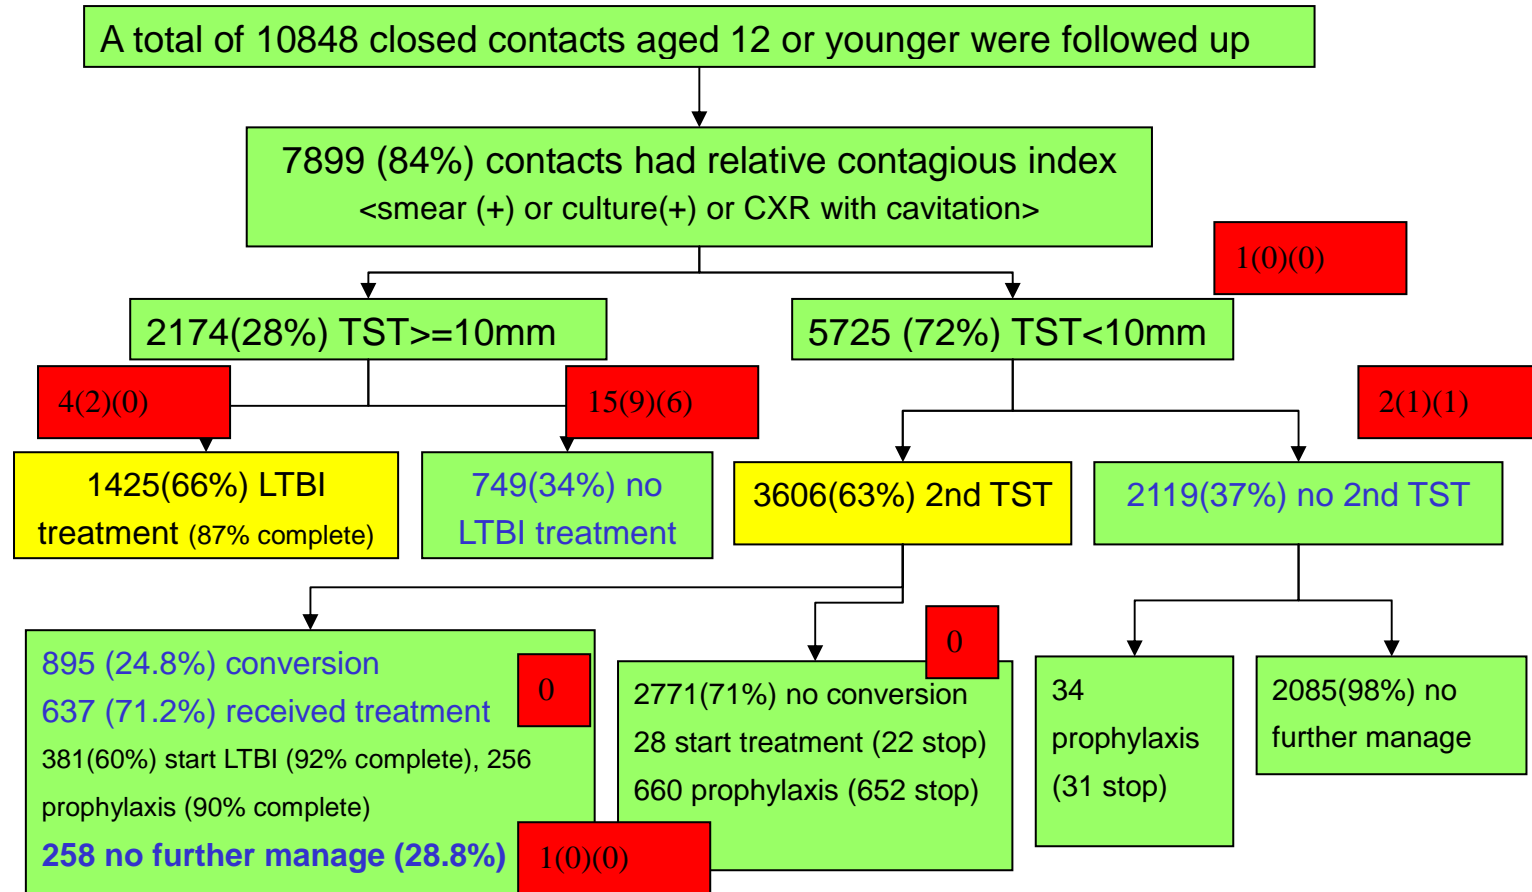 A total of 10848 closed contacts aged 12 or younger were followed up
7899 (84%) contacts had relative contagious index
<smear (+) or culture(+) or CXR with cavitation>
1(0)(0)
2174(28%) TST>=10mm
5725 (72%) TST<10mm
4(2)(0)
15(9)(6)
2(1)(1)
1425(66%) LTBI
treatment (87% complete)
749(34%) no
LTBI treatment
3606(63%) 2nd TST
2119(37%) no 2nd TST
895 (24.8%) conversion
637 (71.2%) received treatment
381(60%) start LTBI (92% complete), 256
prophylaxis (90% complete)
258 no further manage (28.8%)
0
1(0)(0)
0
2771(71%) no conversion
28 start treatment (22 stop)
660 prophylaxis (652 stop)
34
prophylaxis
(31 stop)
2085(98%) no
further manage